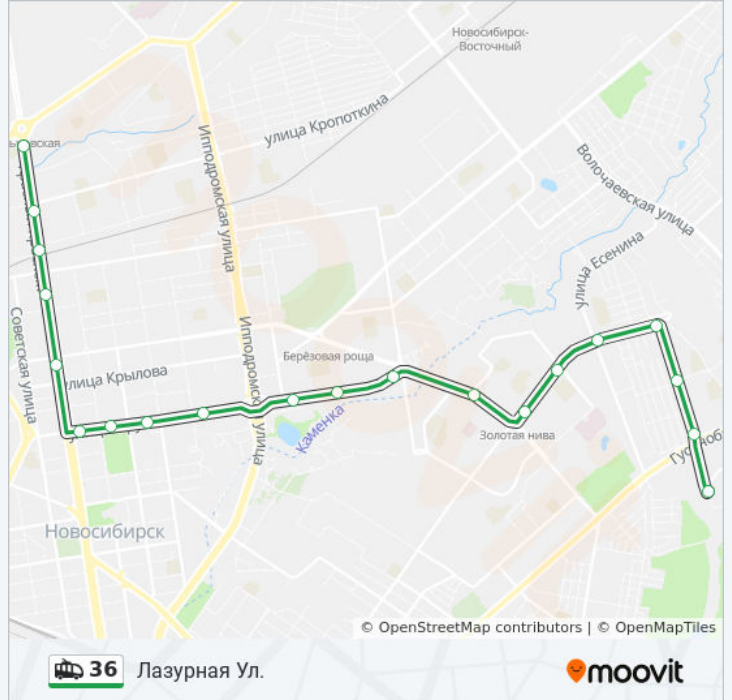 Новосибирск-
Восточный
улица Кропоткина
Ипподромская улица
Волочаевская улица
улица Есенина
Советская улица
Ипподромская улица
Берёзовая роща
улица Крылова
Каменка
Золотая нива
Новосибирск
© OpenStreetMap contributors | © OpenMapTiles
36 Лазурная Ул.
moovit